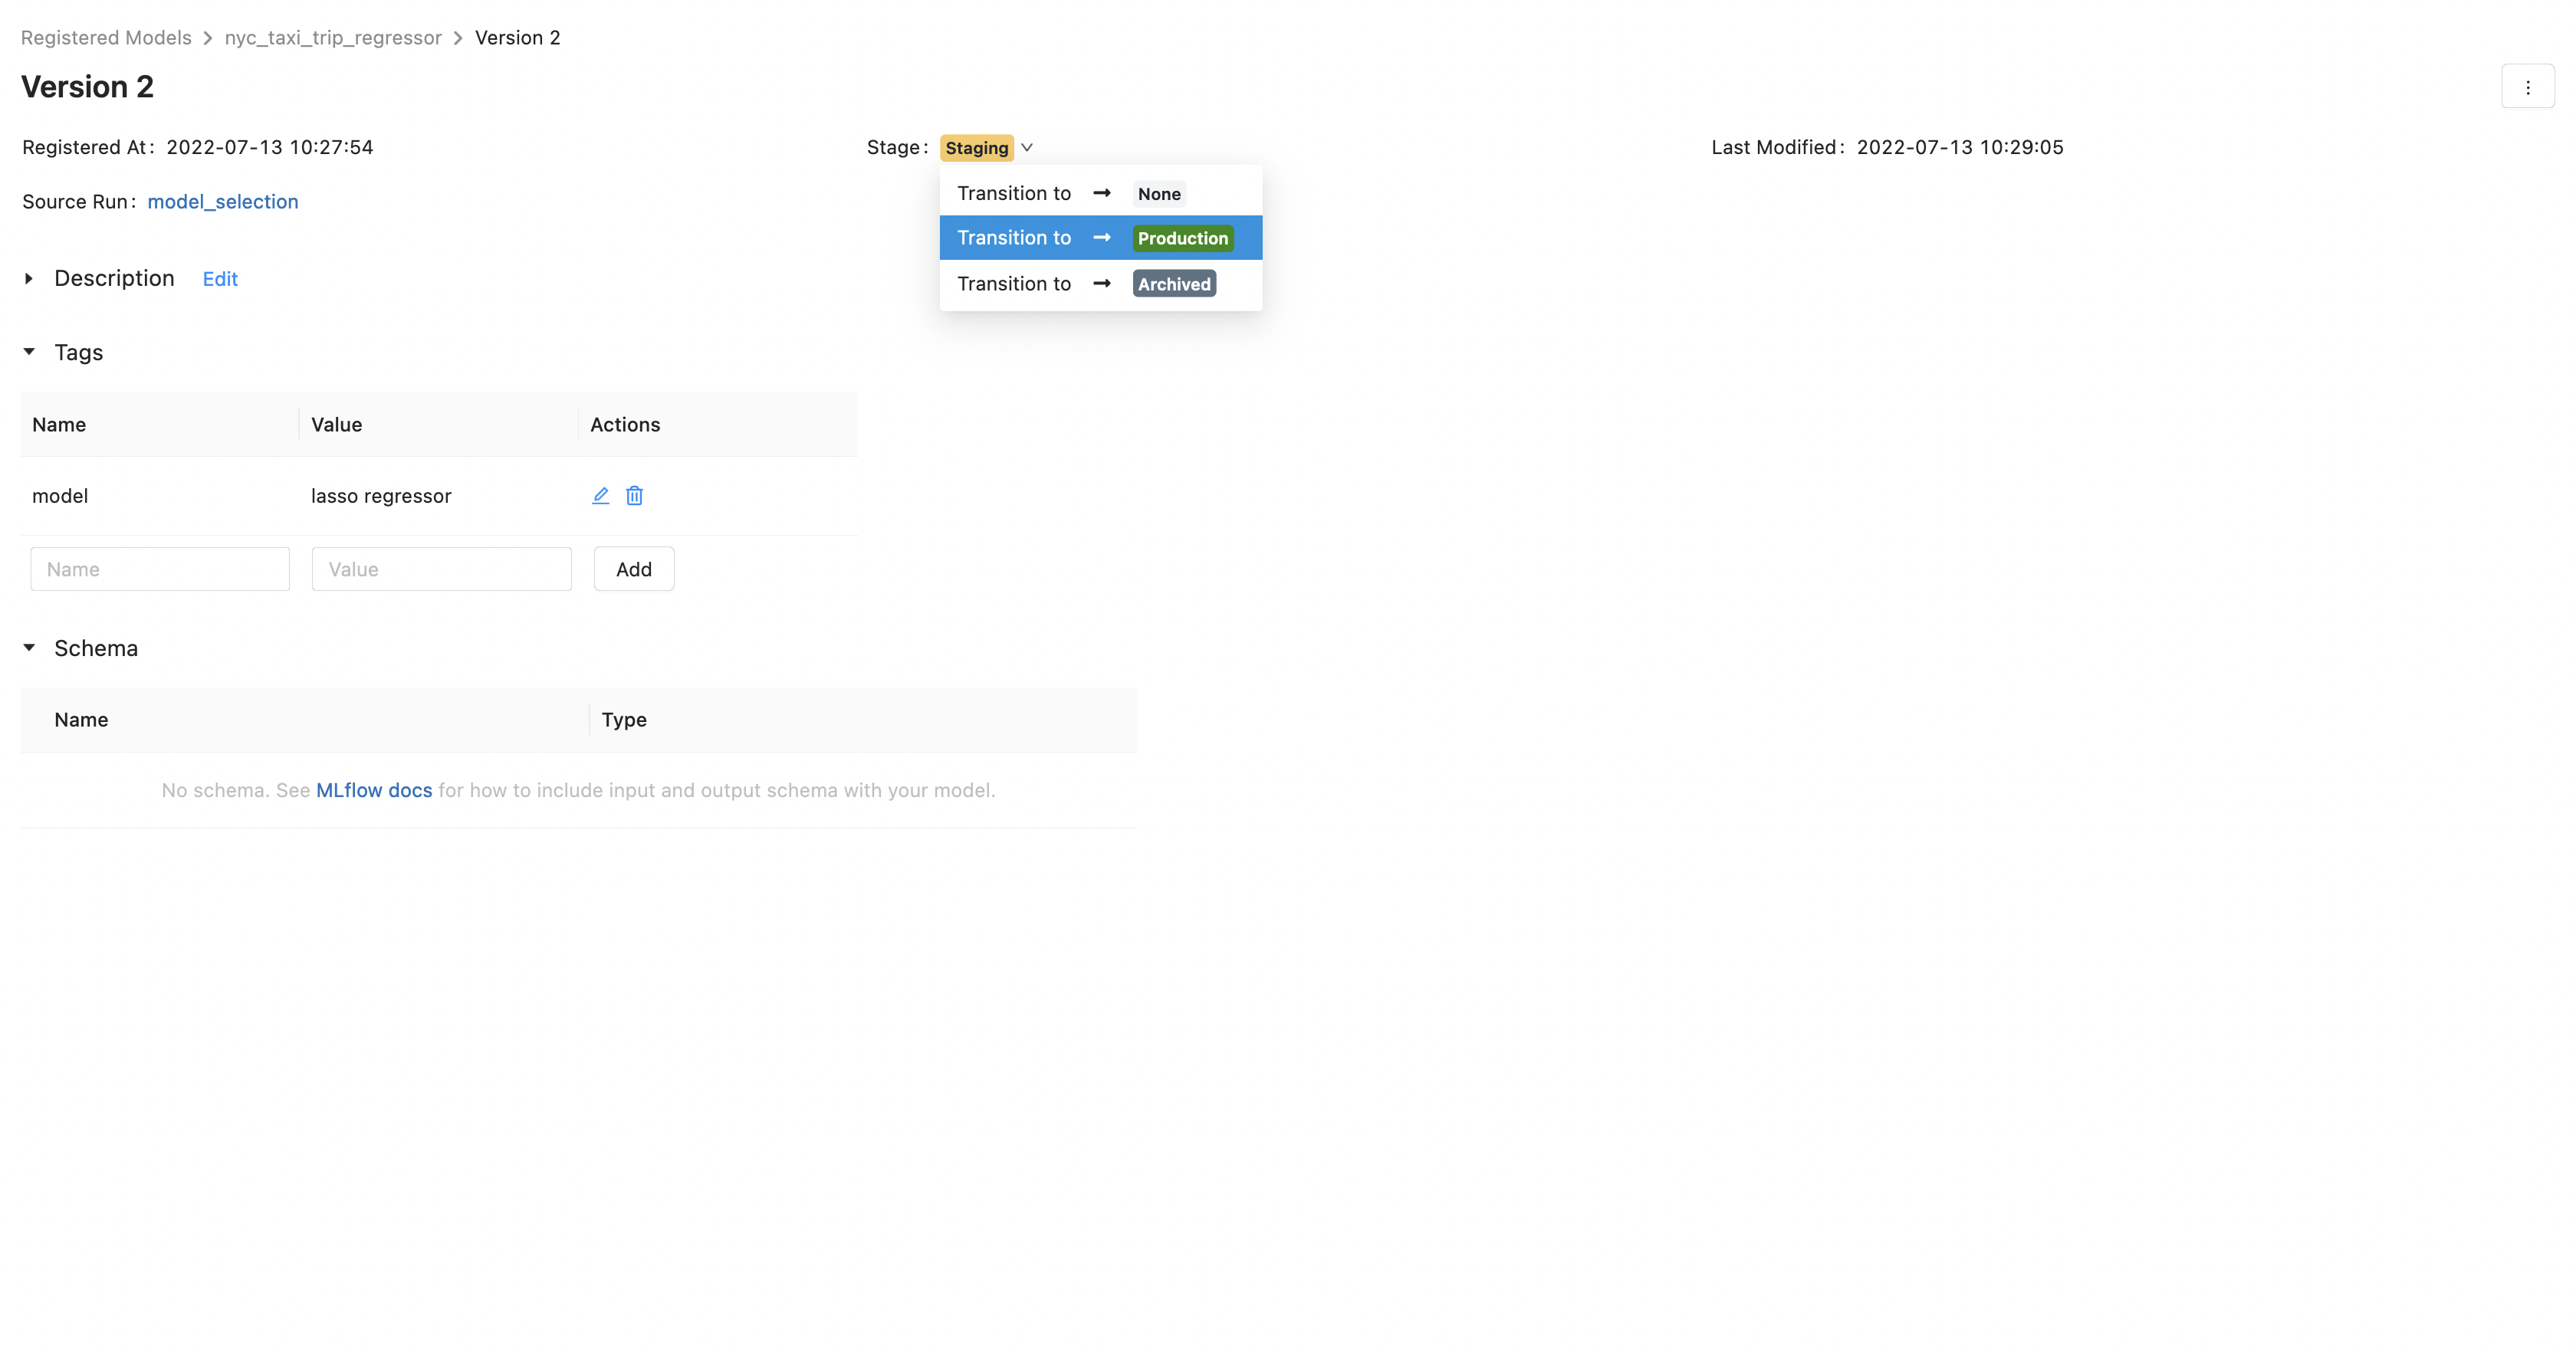 Registered Models > nyc_taxi_trip_regressor > Version 2
Version 2
Registered At: 2022-07-13 10:27:54
Stage: Staging
Last Modified: 2022-07-13 10:29:05
Transition to → None
Transition to → Production
Transition to → Archived
Source Run: model_selection
Description Edit
Tags
Name Value Actions
model lasso regressor
Name Value Add
Schema
Name Type
No schema. See MLflow docs for how to include input and output schema with your model.